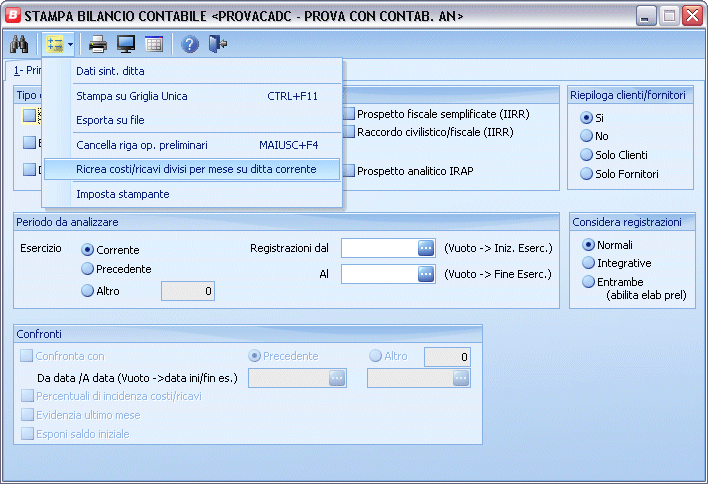 STAMPA BILANCIO CONTABILE <PROVACADC - PROVA CON CONTAB. AN>
1- Pri
Dati sint. ditta
Stampa su Griglia Unica CTRL+F11
Esporta su file
Cancella riga op. preliminari MAIUSC+F4
Ricrea costi/ricavi divisi per mese su ditta corrente
Imposta stampante
Tipo
Prospetto fiscale semplificate (IIRR)
Raccordo civilistico/fiscale (IIRR)
Prospetto analitico IRAP
Riepiloga clienti/fornitori
Si
No
Solo Clienti
Solo Fornitori
Periodo da analizzare
Esercizio
Corrente
Precedente
Altro 0
Registrazioni dal (Vuoto -> Iniz. Eserc.)
Al (Vuoto -> Fine Eserc.)
Considera registrazioni
Normali
Integrative
Entrambe
(abilita elab prel)
Confronti
Confronta con Precedente Altro 0
Da data /A data (Vuoto ->data ini/fin es.)
Percentuali di incidenza costi/ricavi
Evidenzia ultimo mese
Esponi saldo iniziale